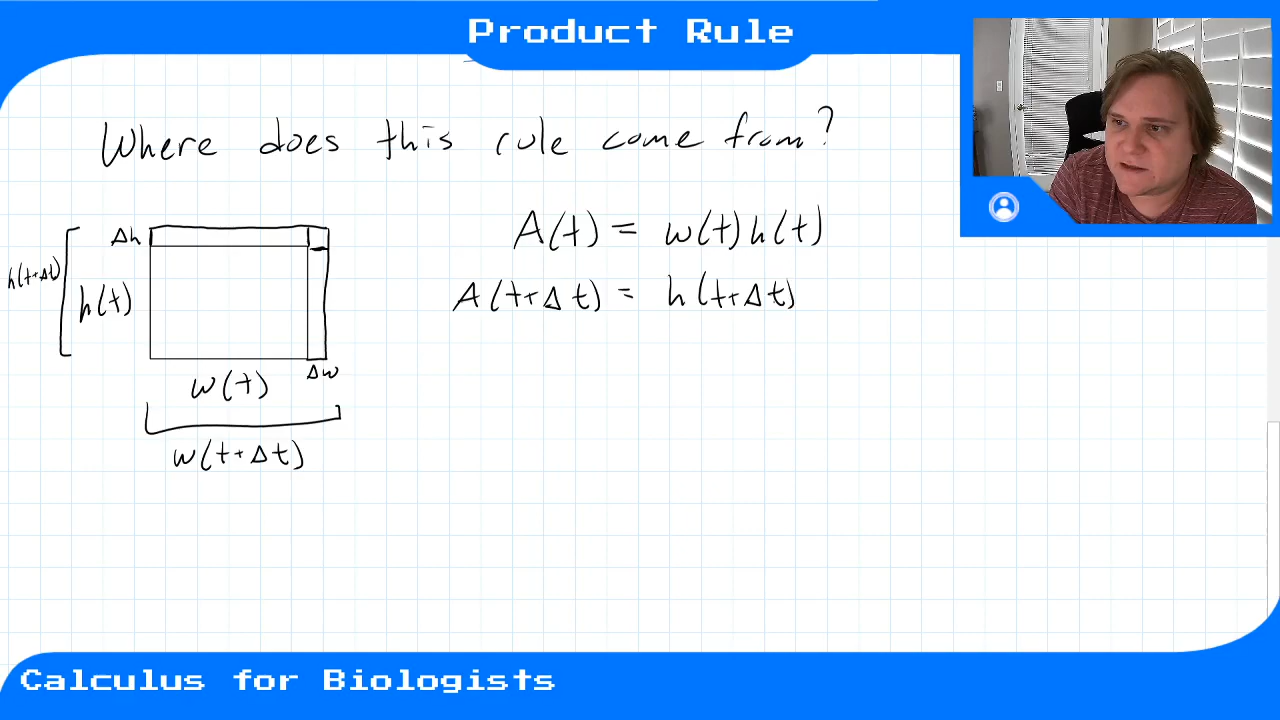 Product Rule
Where does this rule come from?
A(t) = w(t)h(t)
A(t+Δt) = h(t+Δt)
Δh
h(t+Δt)
h(t)
Δw
w(t)
w(t+Δt)
Calculus for Biologists